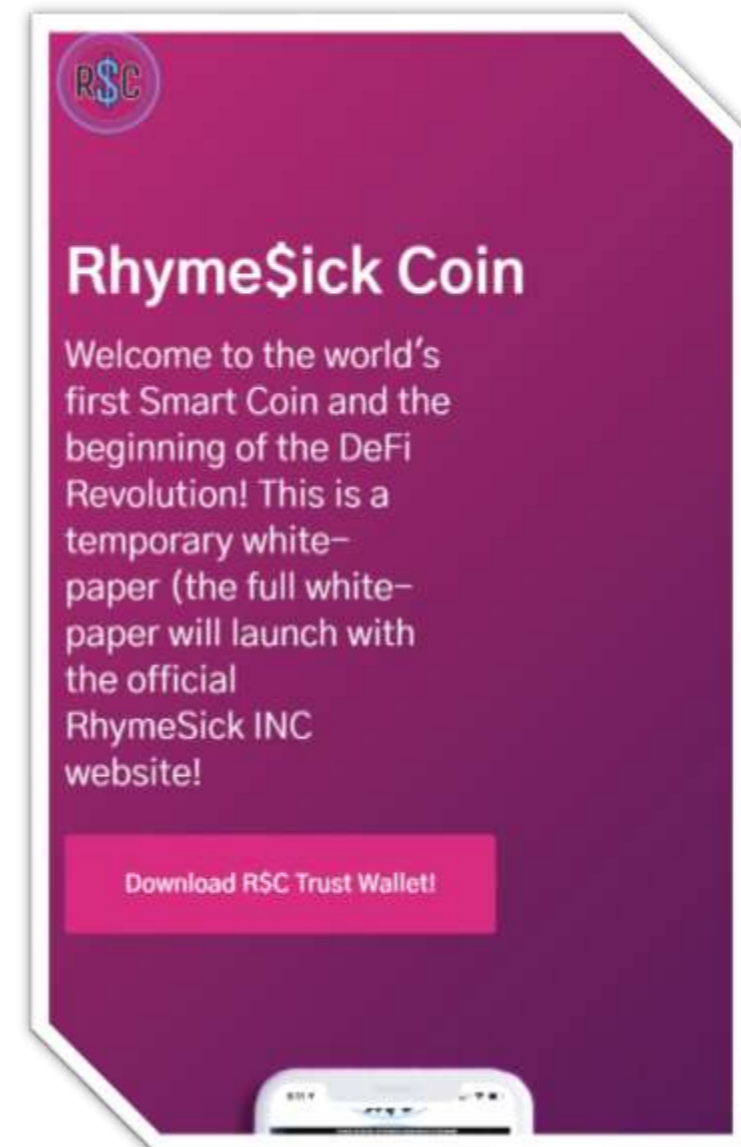 R$C
Rhyme$ick Coin
Welcome to the world's
first Smart Coin and the
beginning of the DeFi
Revolution! This is a
temporary white-
paper (the full white-
paper will launch with
the official
RhymeSick INC
website!
Download R$C Trust Wallet!